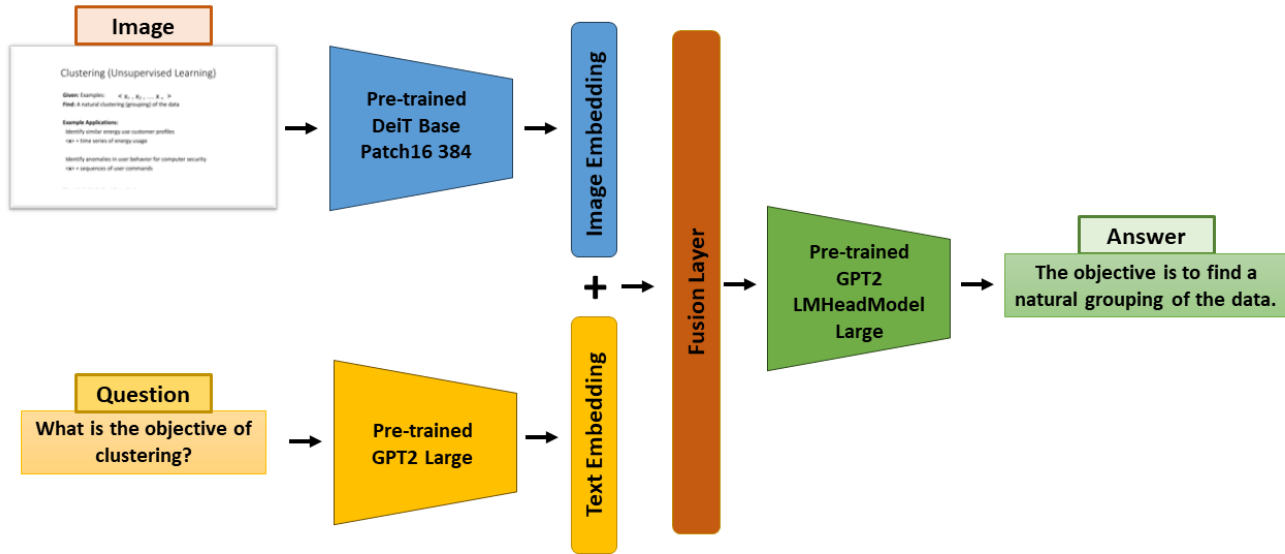 Image
Clustering (Unsupervised Learning)
Given: Examples: < x₁ , x₂ , ... x ₙ >
Find: A natural clustering (grouping) of the data
Example Applications:
Identify similar energy use customer profiles
<x> = time series of energy usage
Identify anomalies in user behavior for computer security
<x> = sequences of user commands
Pre-trained
DeiT Base
Patch16 384
Image Embedding
+
Question
What is the objective of
clustering?
Pre-trained
GPT2 Large
Text Embedding
Fusion Layer
Pre-trained
GPT2
LMHeadModel
Large
Answer
The objective is to find a
natural grouping of the data.